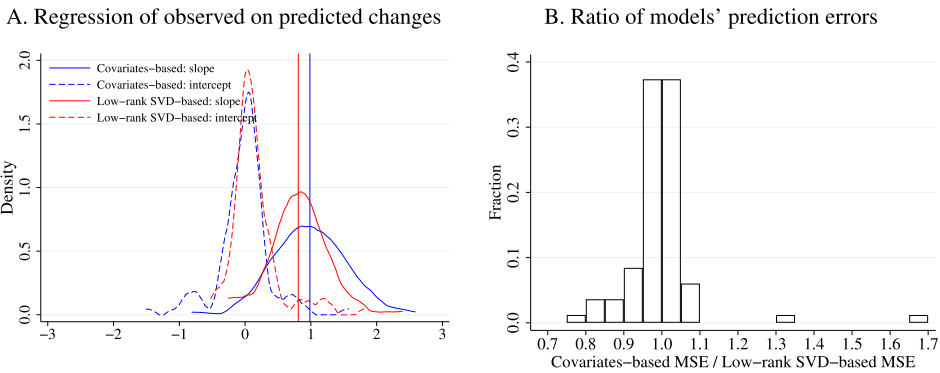 A. Regression of observed on predicted changes
Density
2.0
1.5
1.0
0.5
0.0
Covariates−based: slope
Covariates−based: intercept
Low−rank SVD−based: slope
Low−rank SVD−based: intercept
−3 −2 −1 0 1 2 3
B. Ratio of models’ prediction errors
Fraction
0.4
0.3
0.2
0.1
0.0
0.7 0.8 0.9 1.0 1.1 1.2 1.3 1.4 1.5 1.6 1.7
Covariates−based MSE / Low−rank SVD−based MSE